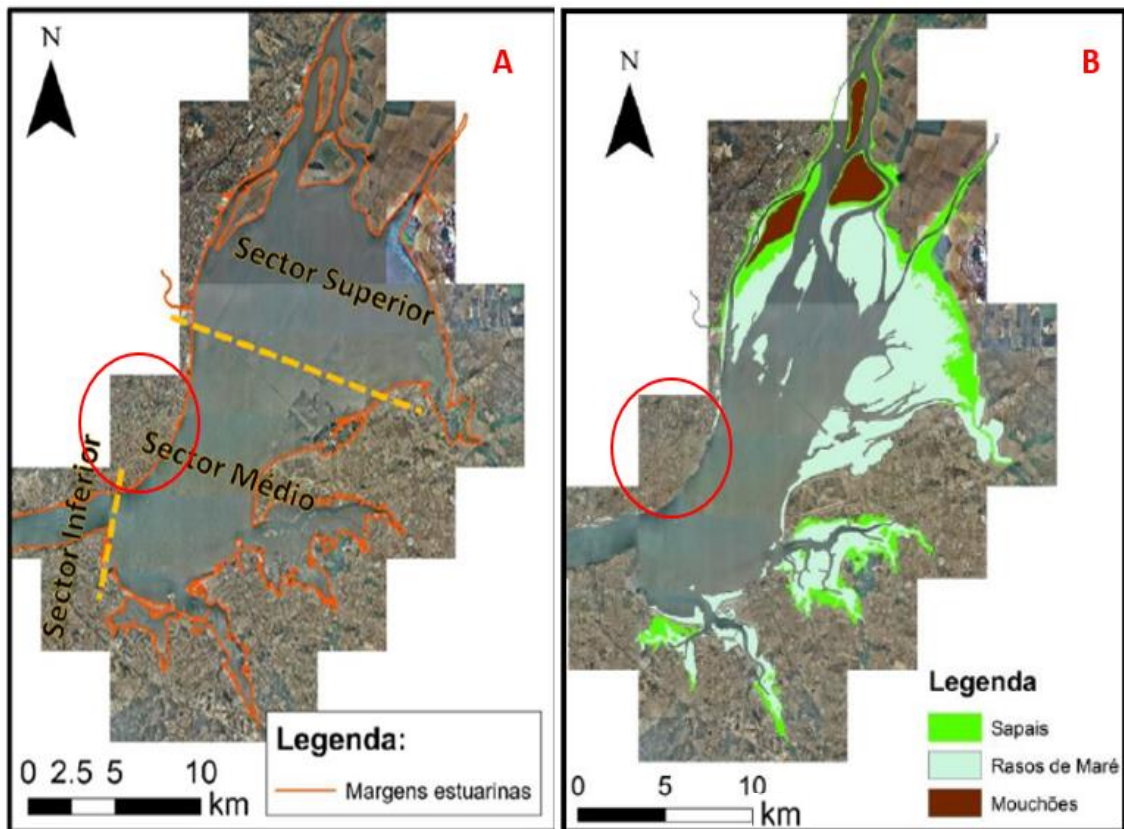 N
A
Sector Superior
Sector Médio
Sector Inferior
Legenda:
Margens estuarinas
0 2.5 5 10
km
N
B
Legenda
Sapais
Rasos de Maré
Mouchões
0 5 10
km